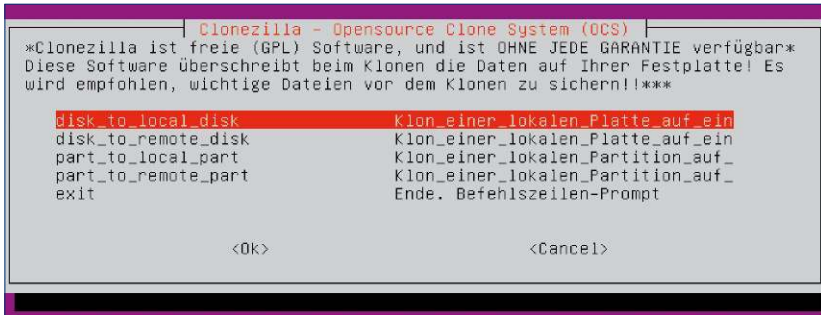 Clonezilla - Opensource Clone System (OCS)
*Clonezilla ist freie (GPL) Software, und ist OHNE JEDE GARANTIE verfügbar*
Diese Software überschreibt beim Klonen die Daten auf Ihrer Festplatte! Es
wird empfohlen, wichtige Dateien vor dem Klonen zu sichern!!***
disk_to_local_disk Klon_einer_lokalen_Platte_auf_ein
disk_to_remote_disk Klon_einer_lokalen_Platte_auf_ein
part_to_local_part Klon_einer_lokalen_Partition_auf_
part_to_remote_part Klon_einer_lokalen_Partition_auf_
exit Ende. Befehlszeilen-Prompt
<Ok> <Cancel>